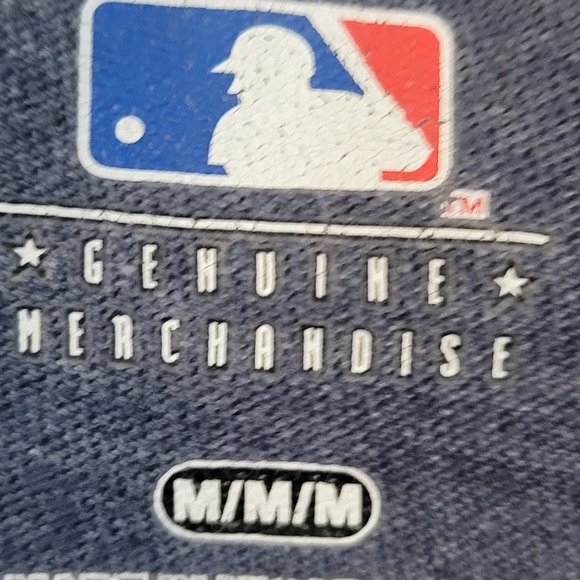 TM
★ GENUINE ★
MERCHANDISE
M/M/M